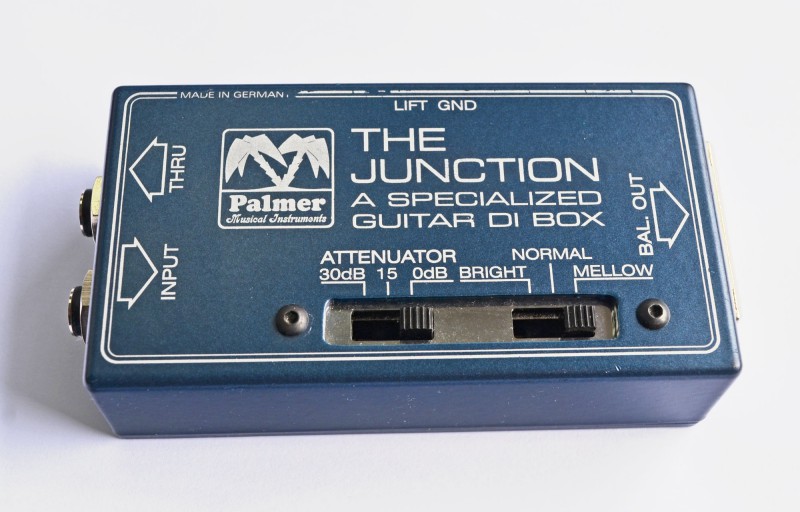 MADE IN GERMANY
LIFT GND
THE
JUNCTION
A SPECIALIZED
GUITAR DI BOX
Palmer
Musical Instruments
THRU
INPUT
BAL. OUT
ATTENUATOR
30dB 15 0dB
NORMAL
BRIGHT MELLOW